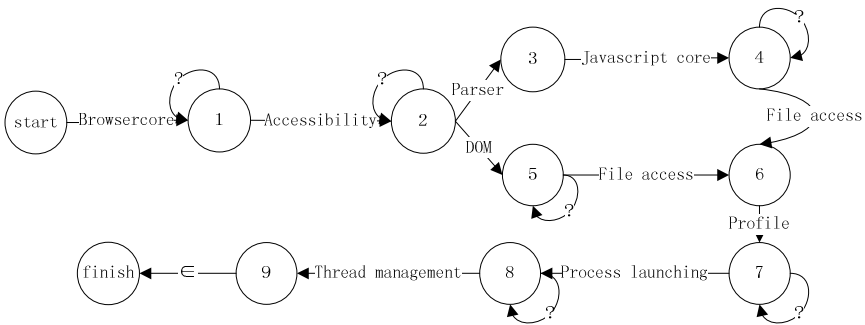 start
Browsercore
?
1
Accessibility
?
2
Parser
3
Javascript core
?
4
File access
DOM
5
?
File access
6
Profile
7
?
Process launching
8
?
Thread management
9
∈
finish